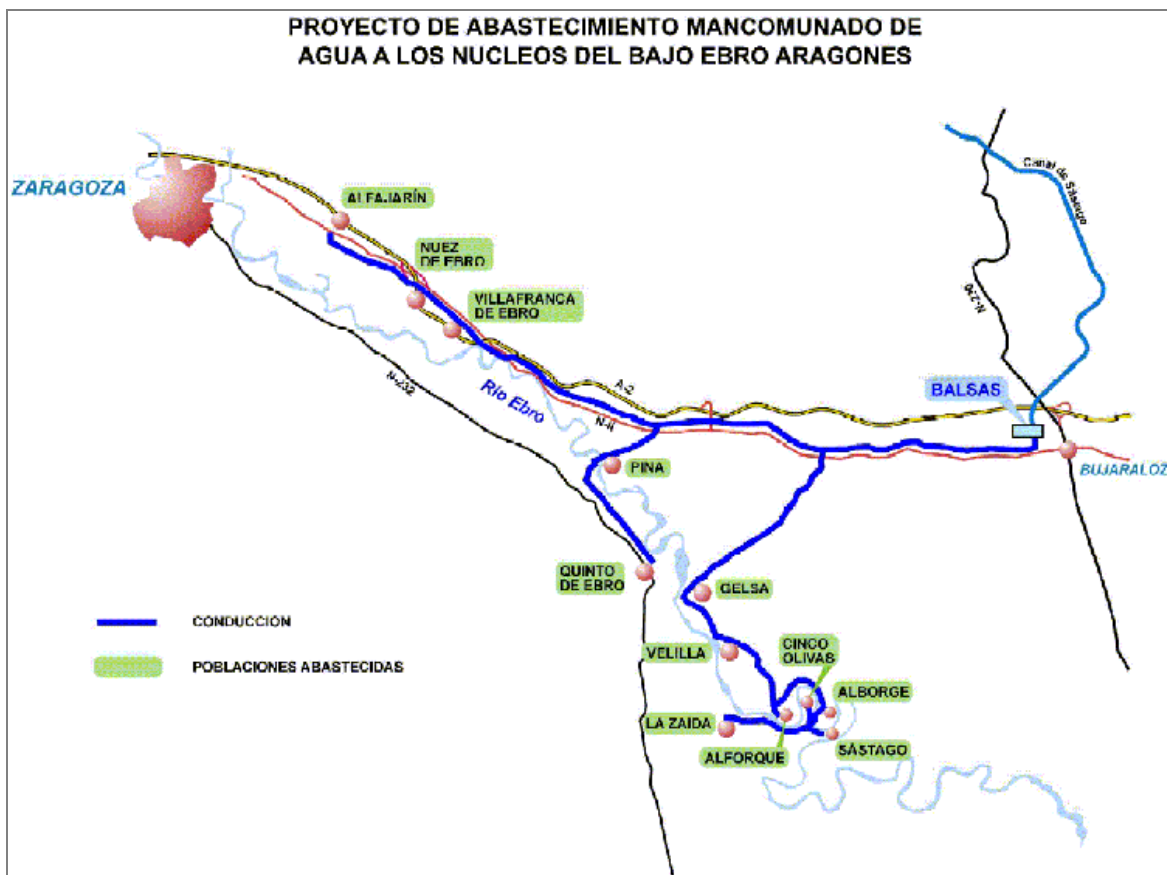 PROYECTO DE ABASTECIMIENTO MANCOMUNADO DE
AGUA A LOS NUCLEOS DEL BAJO EBRO ARAGONES
ZARAGOZA
ALFAJARÍN
NUEZ
DE EBRO
VILLAFRANCA
DE EBRO
Canal de Sástago
N-230
N-232
Río Ebro
A-2
N-II
BALSAS
BUJARALOZ
PINA
QUINTO
DE EBRO
GELSA
CONDUCCION
VELILLA
CINCO
OLIVAS
POBLACIONES ABASTECIDAS
ALBORGE
LA ZAIDA
ALFORQUE
SÁSTAGO